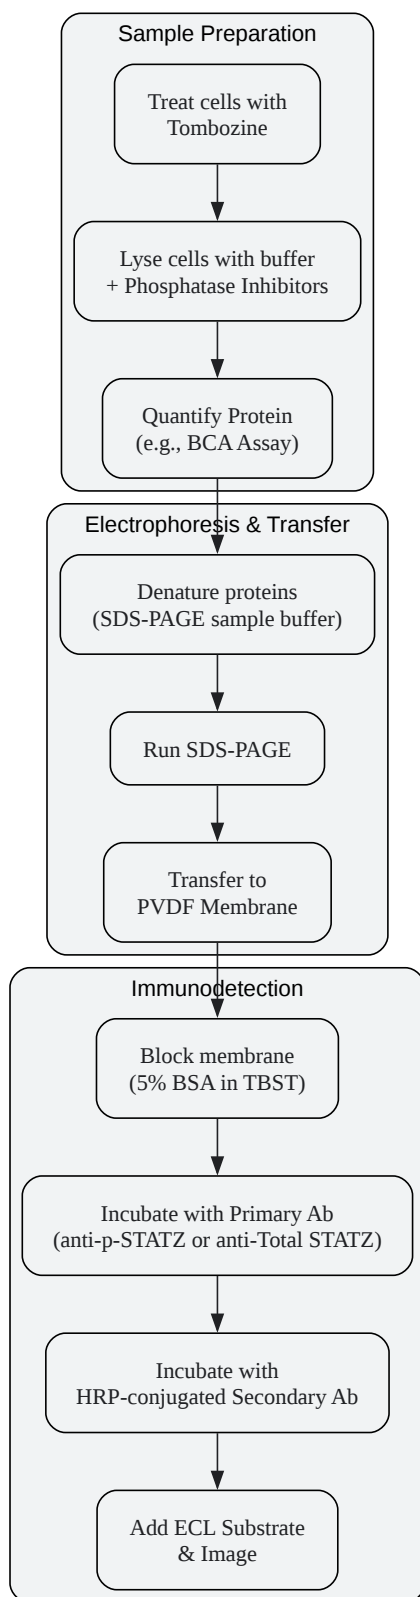 Sample Preparation
Treat cells with
Tombozine
Lyse cells with buffer
+ Phosphatase Inhibitors
Quantify Protein
(e.g., BCA Assay)
Electrophoresis & Transfer
Denature proteins
(SDS-PAGE sample buffer)
Run SDS-PAGE
Transfer to
PVDF Membrane
Immunodetection
Block membrane
(5% BSA in TBST)
Incubate with Primary Ab
(anti-p-STATZ or anti-Total STATZ)
Incubate with
HRP-conjugated Secondary Ab
Add ECL Substrate
& Image